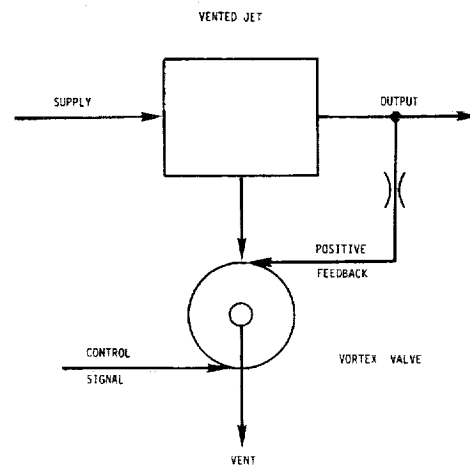 VENTED JET
SUPPLY
OUTPUT
POSITIVE
FEEDBACK
CONTROL
SIGNAL
VORTEX VALVE
VENT